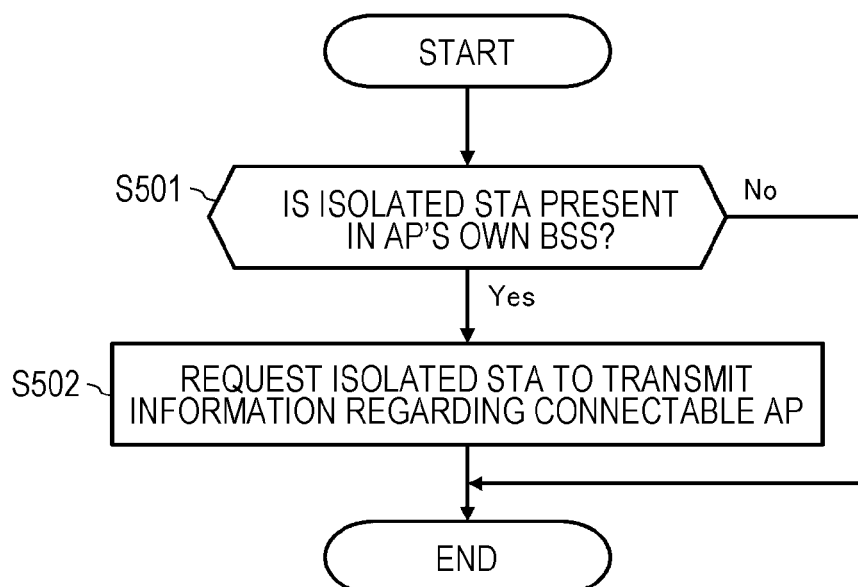 START
S501
IS ISOLATED STA PRESENT
IN AP'S OWN BSS?
No
Yes
S502
REQUEST ISOLATED STA TO TRANSMIT
INFORMATION REGARDING CONNECTABLE AP
END